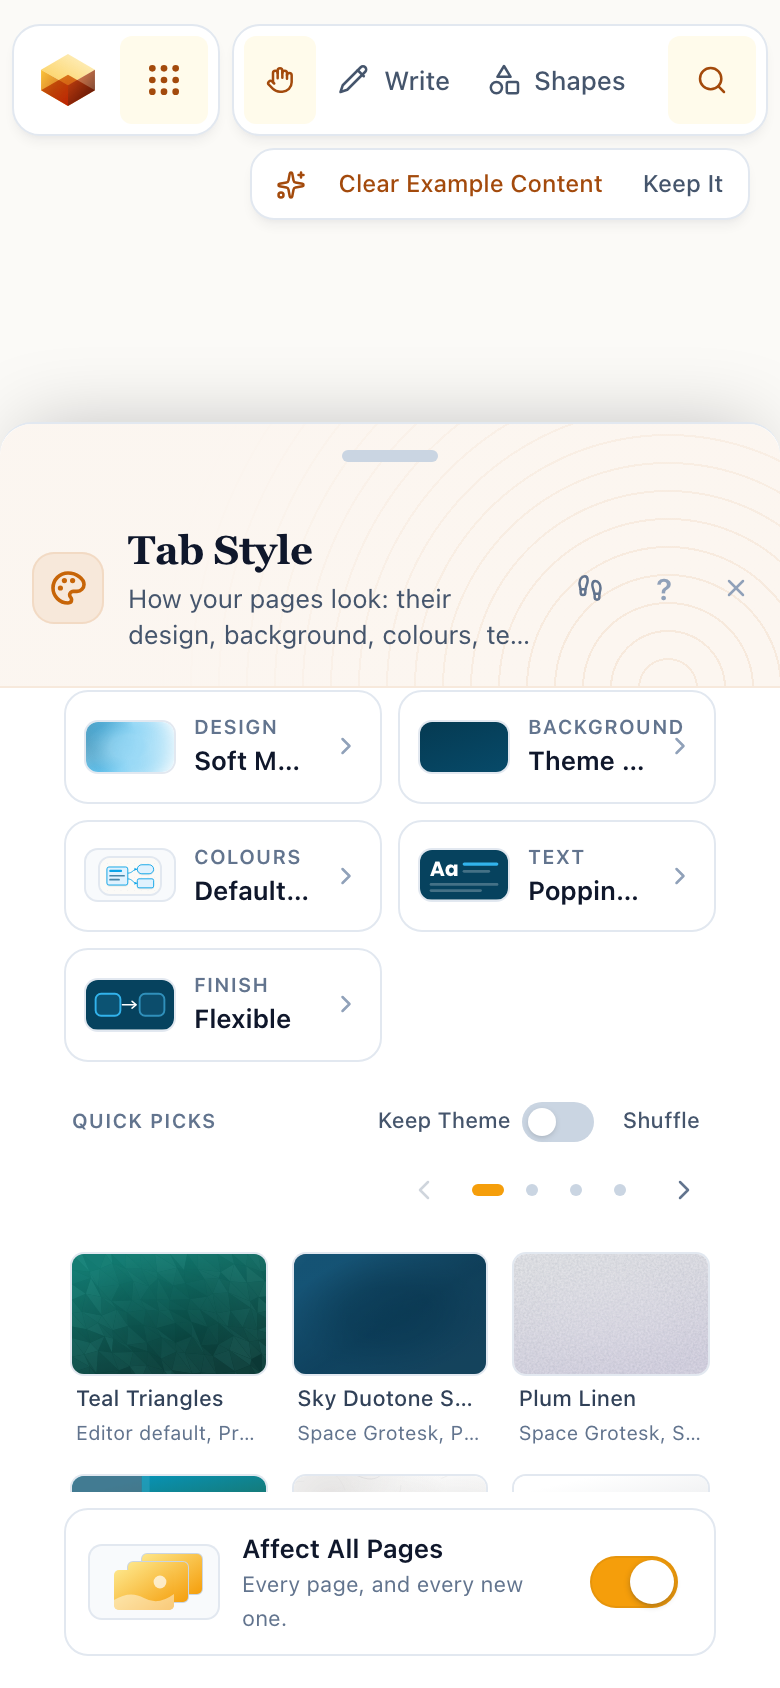 Write
Shapes
Clear Example Content
Keep It
Tab Style
How your pages look: their
design, background, colours, te...
?
DESIGN
Soft M...
BACKGROUND
Theme ...
COLOURS
Default...
Aa
TEXT
Poppin...
FINISH
Flexible
QUICK PICKS
Keep Theme
Shuffle
Teal Triangles
Editor default, Pr...
Sky Duotone S...
Space Grotesk, P...
Plum Linen
Space Grotesk, S...
Affect All Pages
Every page, and every new
one.